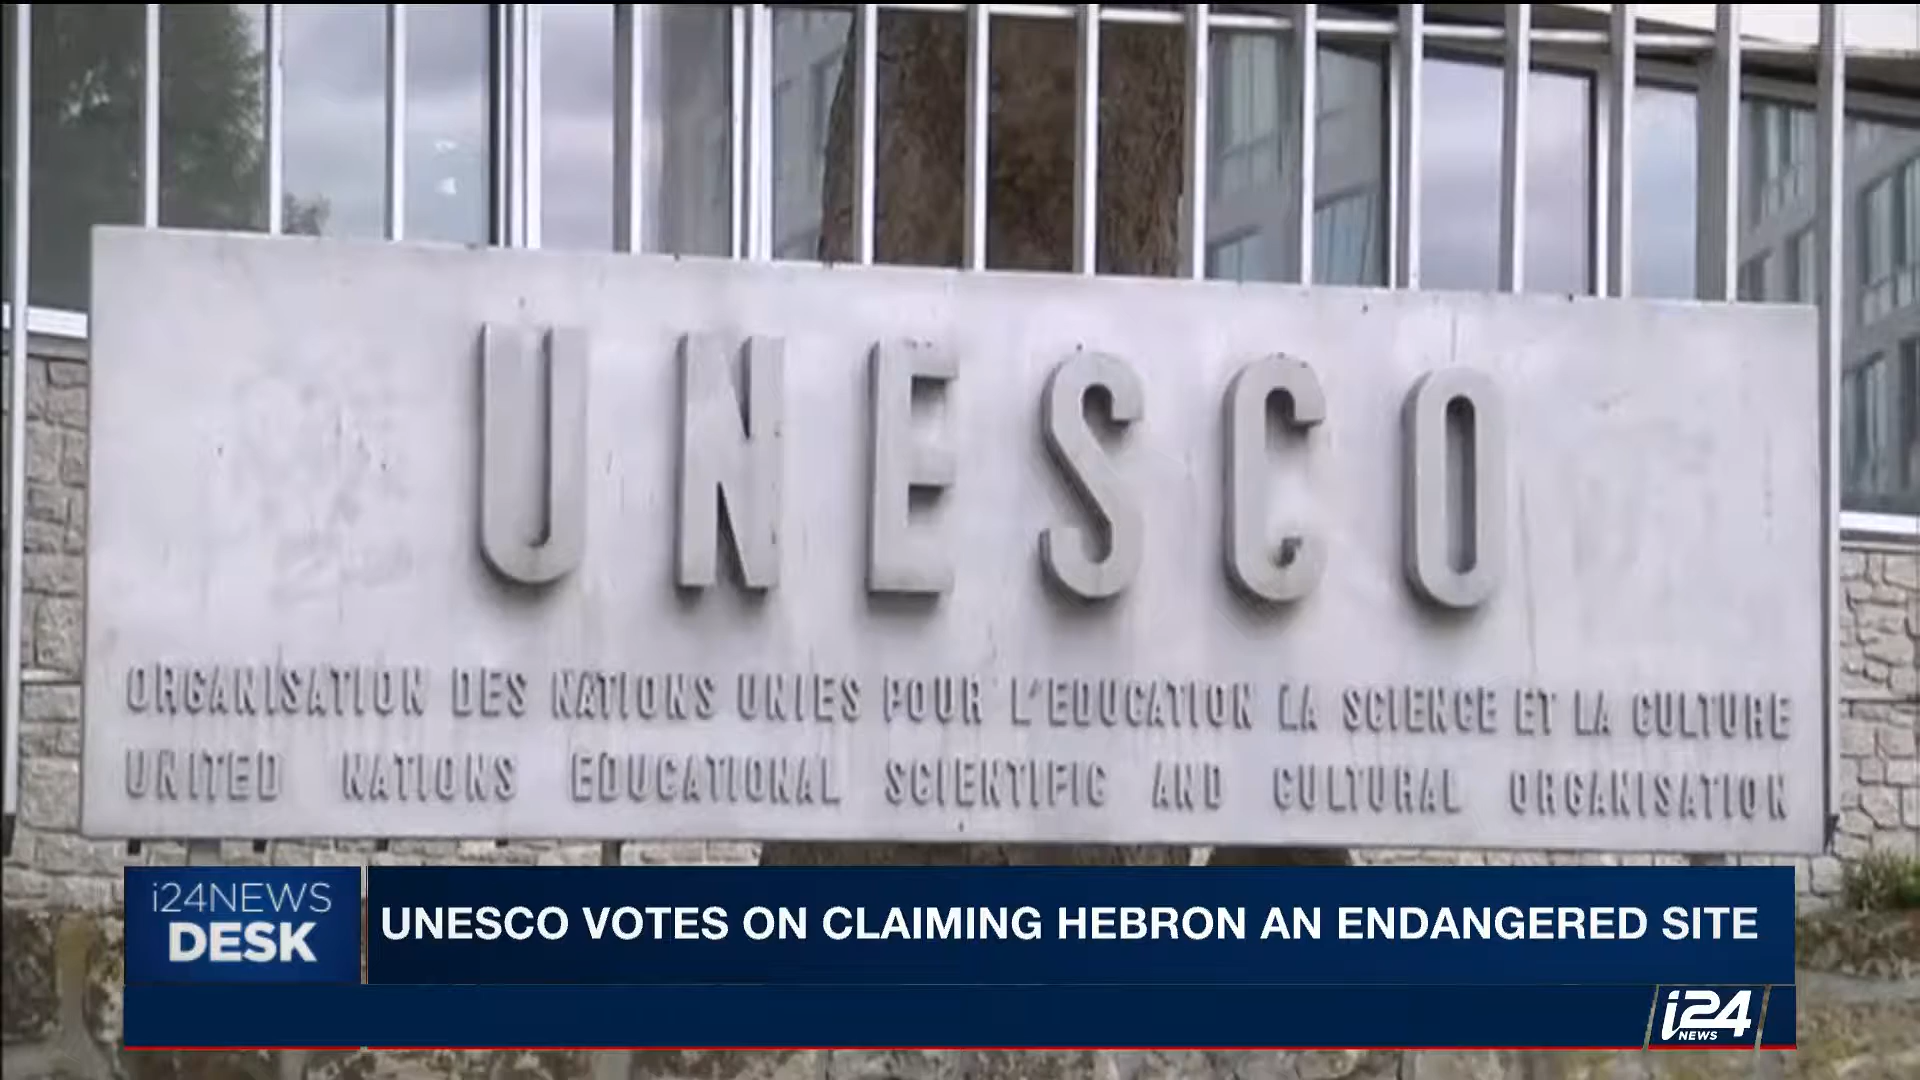 UNESCO
ORGANISATION DES NATIONS UNIES POUR L'EDUCATION LA SCIENCE ET LA CULTURE
UNITED NATIONS EDUCATIONAL SCIENTIFIC AND CULTURAL ORGANISATION
i24NEWS
DESK
UNESCO VOTES ON CLAIMING HEBRON AN ENDANGERED SITE
i24
NEWS